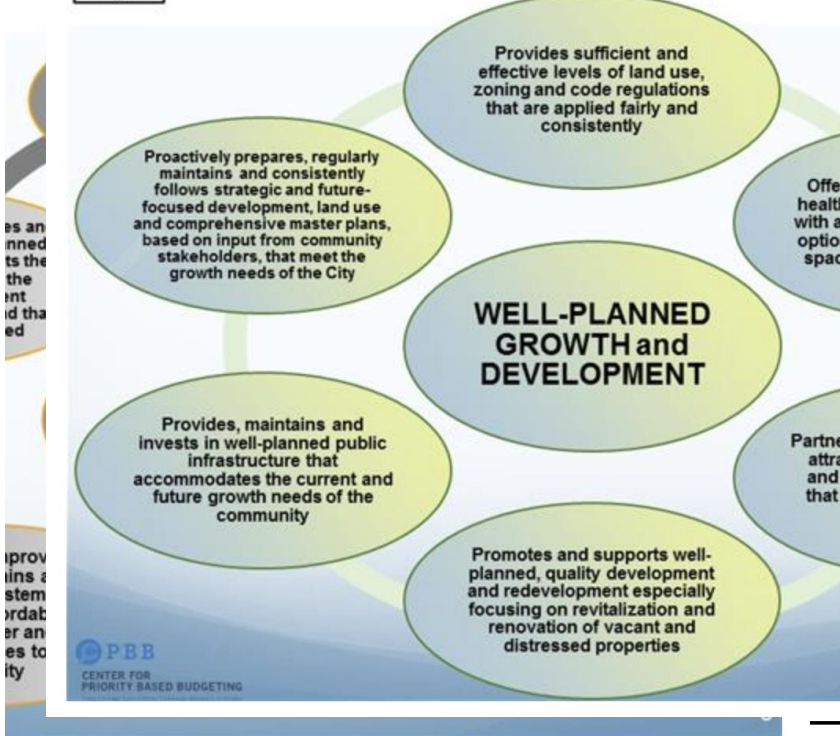 Provides sufficient and
effective levels of land use,
zoning and code regulations
that are applied fairly and
consistently
Proactively prepares, regularly
maintains and consistently
follows strategic and future-
focused development, land use
and comprehensive master plans,
based on input from community
stakeholders, that meet the
growth needs of the City
WELL-PLANNED
GROWTH and
DEVELOPMENT
Provides, maintains and
invests in well-planned public
infrastructure that
accommodates the current and
future growth needs of the
community
Promotes and supports well-
planned, quality development
and redevelopment especially
focusing on revitalization and
renovation of vacant and
distressed properties
with
and
that
the
PBB
CENTER FOR
PRIORITY BASED BUDGETING